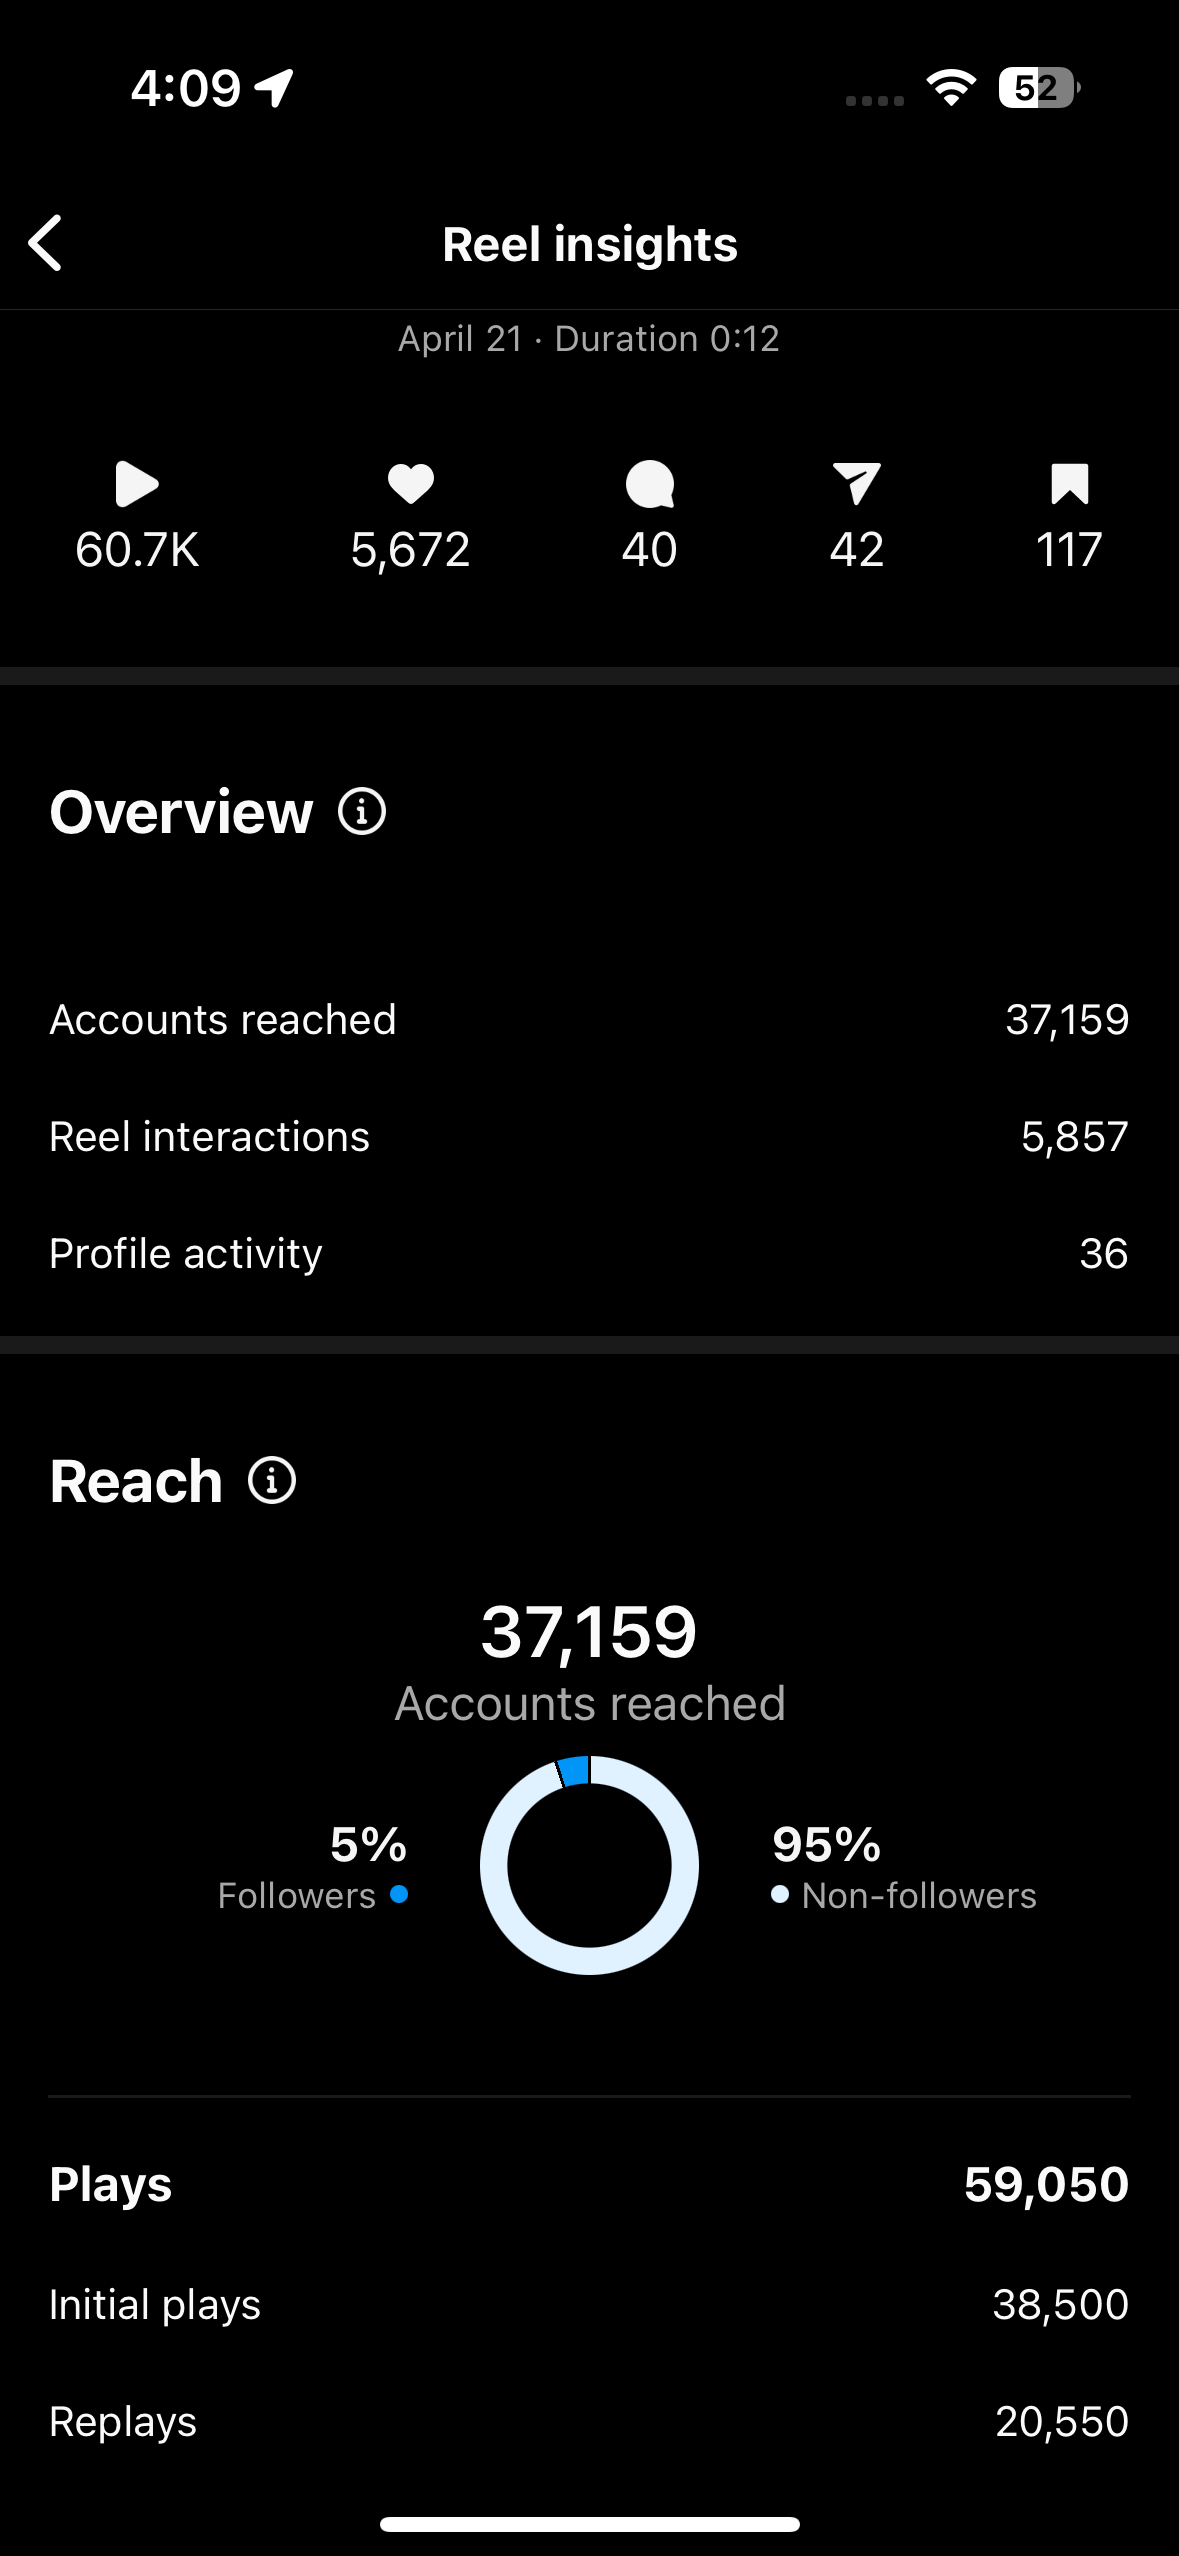 4:09
52
Reel insights
April 21 · Duration 0:12
60.7K 5,672 40 42 117
Overview
Accounts reached 37,159
Reel interactions 5,857
Profile activity 36
Reach
37,159
Accounts reached
5% 95%
Followers Non-followers
Plays 59,050
Initial plays 38,500
Replays 20,550